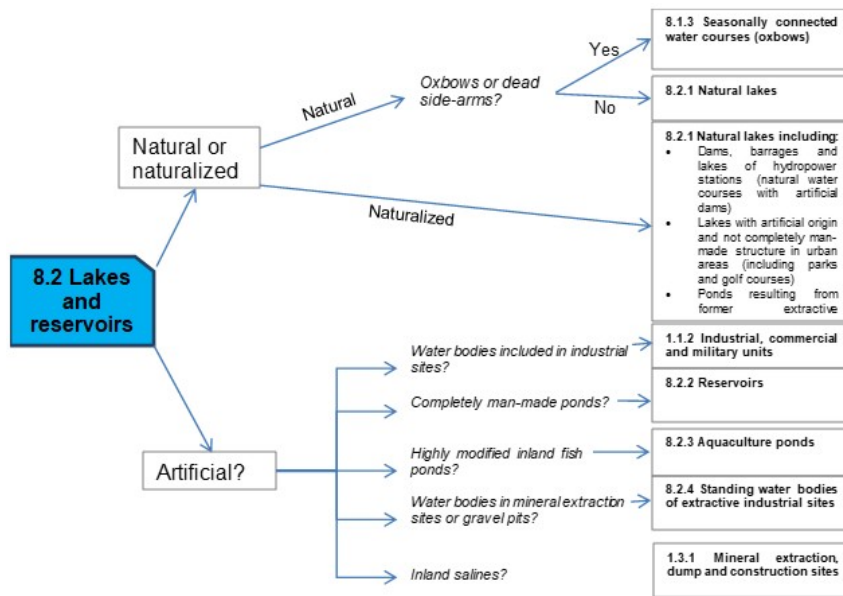 8.2 Lakes
and
reservoirs
Natural or
naturalized
Natural
Oxbows or dead
side-arms?
Yes
No
8.1.3 Seasonally connected
water courses (oxbows)
8.2.1 Natural lakes
Naturalized
8.2.1 Natural lakes including:
• Dams, barrages and
lakes of hydropower
stations (natural water
courses with artificial
dams)
• Lakes with artificial origin
and not completely man-
made structure in urban
areas (including parks
and golf courses)
• Ponds resulting from
former extractive
Artificial?
Water bodies included in industrial
sites?
1.1.2 Industrial, commercial
and military units
Completely man-made ponds?
8.2.2 Reservoirs
Highly modified inland fish
ponds?
8.2.3 Aquaculture ponds
Water bodies in mineral extraction
sites or gravel pits?
8.2.4 Standing water bodies
of extractive industrial sites
Inland salines?
1.3.1 Mineral extraction,
dump and construction sites